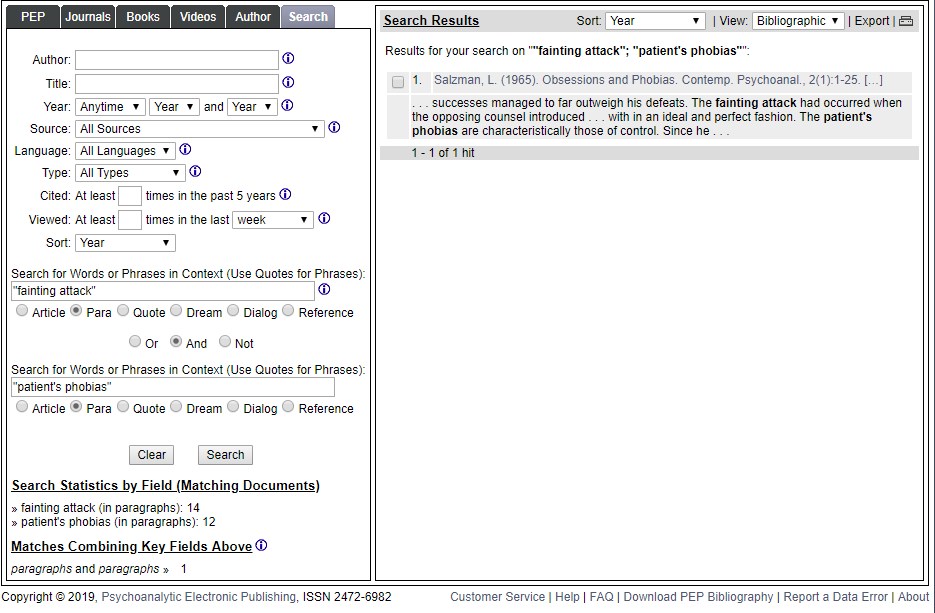 PEP Journals Books Videos Author Search
Author:
Title:
Year: Anytime Year and Year
Source: All Sources
Language: All Languages
Type: All Types
Cited: At least times in the past 5 years
Viewed: At least times in the last week
Sort: Year
Search for Words or Phrases in Context (Use Quotes for Phrases):
"fainting attack"
Article Para Quote Dream Dialog Reference
Or And Not
Search for Words or Phrases in Context (Use Quotes for Phrases):
"patient's phobias"
Article Para Quote Dream Dialog Reference
Clear Search
Search Statistics by Field (Matching Documents)
» fainting attack (in paragraphs): 14
» patient's phobias (in paragraphs): 12
Matches Combining Key Fields Above
paragraphs and paragraphs » 1
Search Results Sort: Year | View: Bibliographic | Export |
Results for your search on ""fainting attack"; "patient's phobias"":
1. Salzman, L. (1965). Obsessions and Phobias. Contemp. Psychoanal., 2(1):1-25. [...]
. . . successes managed to far outweigh his defeats. The fainting attack had occurred when
the opposing counsel introduced . . . with in an ideal and perfect fashion. The patient's
phobias are characteristically those of control. Since he . . .
1 - 1 of 1 hit
Copyright © 2019, Psychoanalytic Electronic Publishing, ISSN 2472-6982 Customer Service | Help | FAQ | Download PEP Bibliography | Report a Data Error | About